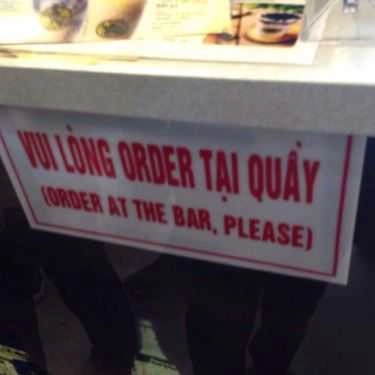 VUI LÒNG ORDER TẠI QUẦY
(ORDER AT THE BAR, PLEASE)